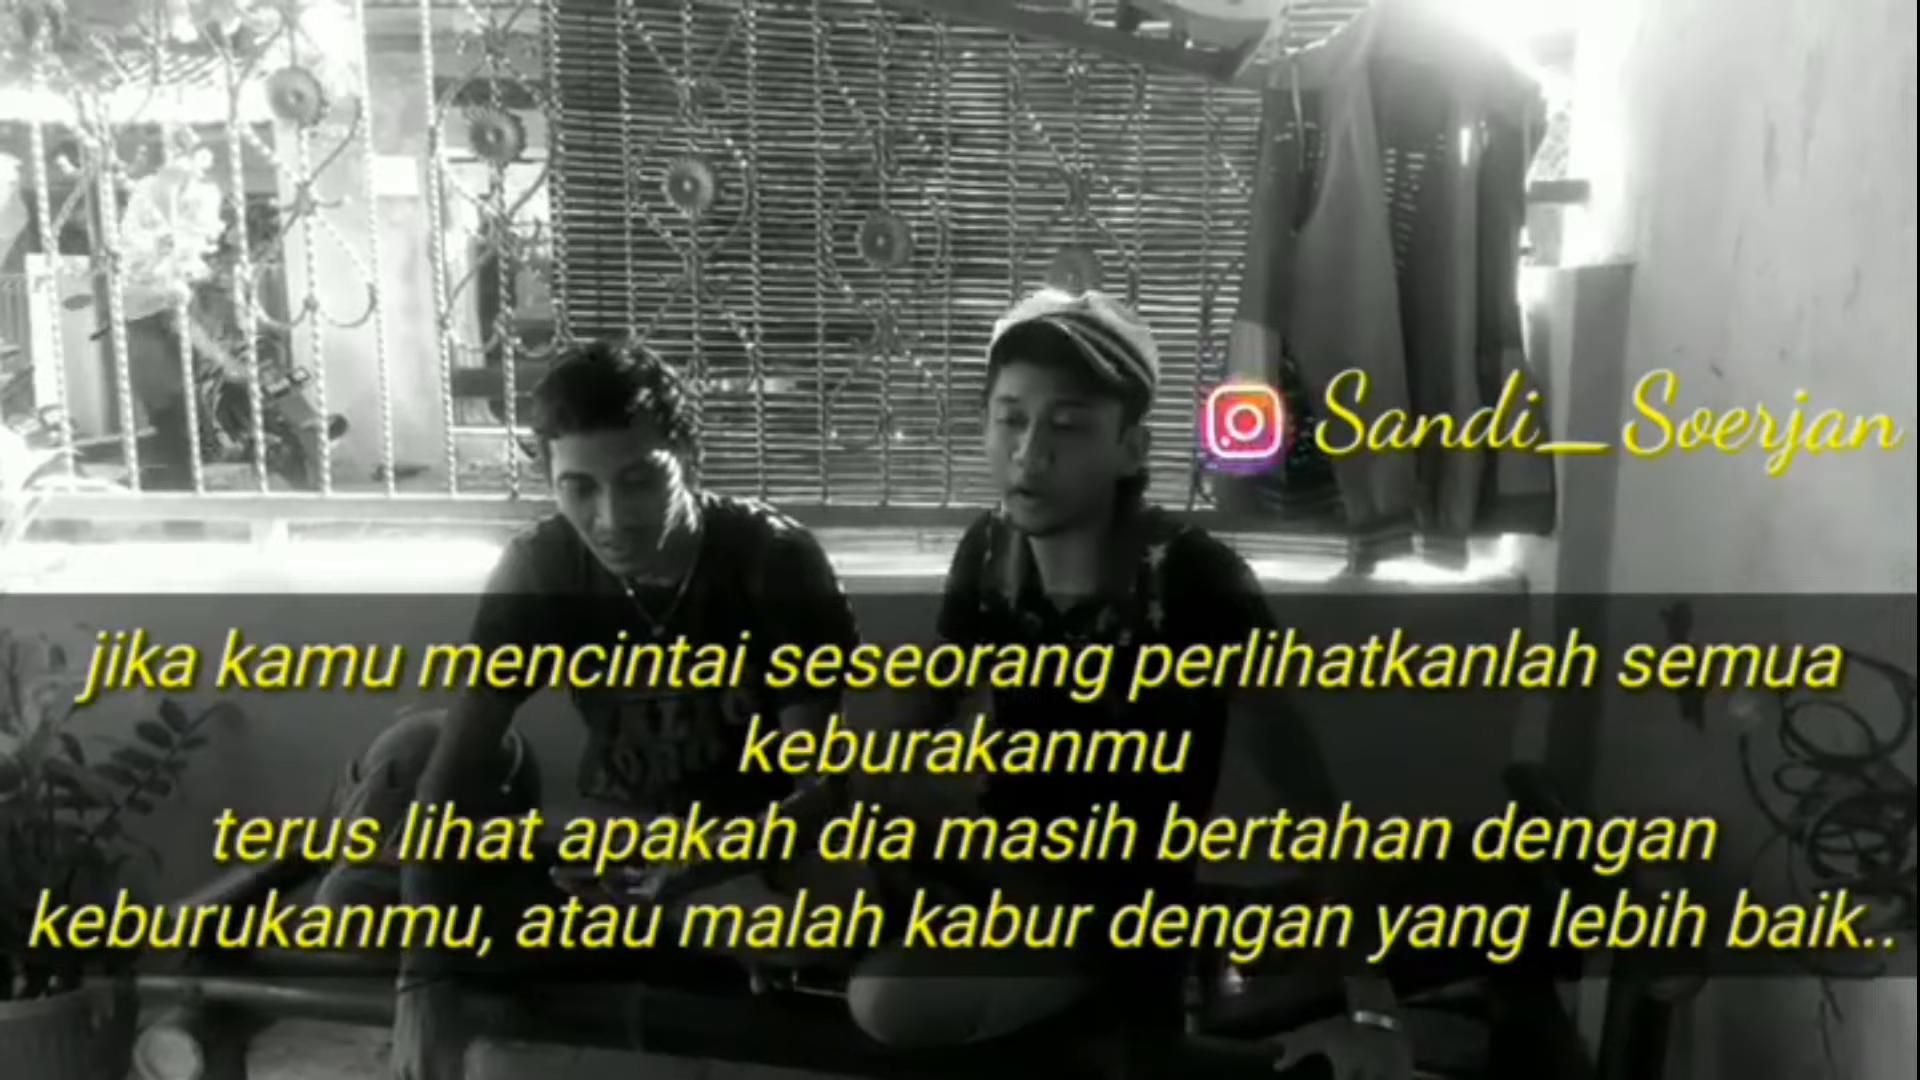 Sandi_Soerjan
jika kamu mencintai seseorang perlihatkanlah semua
keburakanmu
terus lihat apakah dia masih bertahan dengan
keburukanmu, atau malah kabur dengan yang lebih baik..